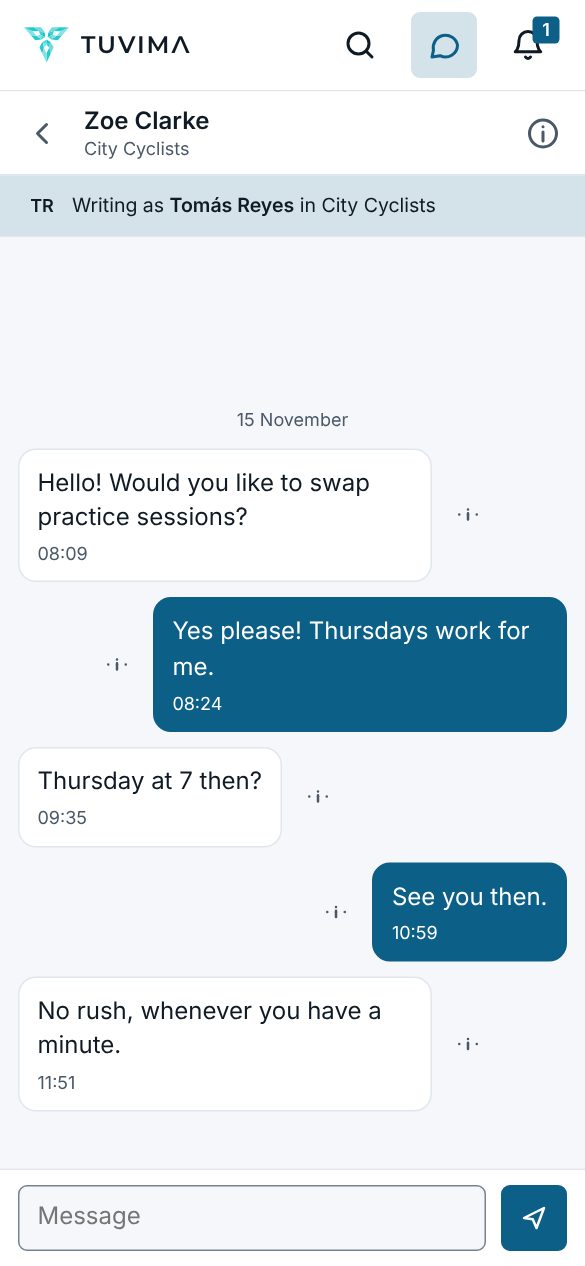 TUVIMA
1
Zoe Clarke
City Cyclists
TR Writing as Tomás Reyes in City Cyclists
15 November
Hello! Would you like to swap
practice sessions?
08:09
Yes please! Thursdays work for
me.
08:24
Thursday at 7 then?
09:35
See you then.
10:59
No rush, whenever you have a
minute.
11:51
Message